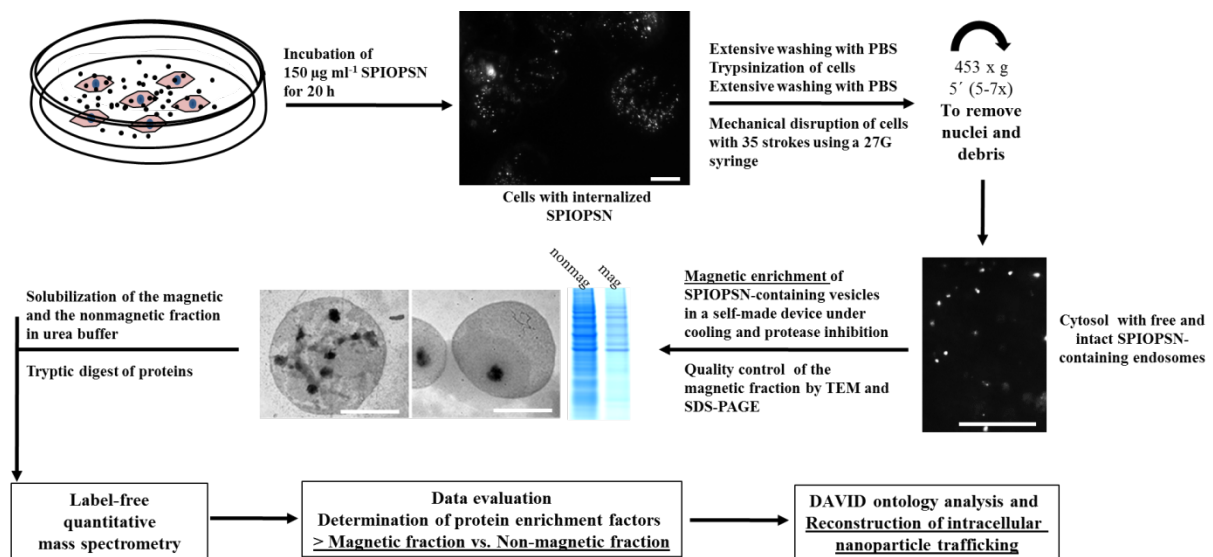 Incubation of
150 µg ml⁻¹ SPIOPSN
for 20 h
Cells with internalized
SPIOPSN
Extensive washing with PBS
Trypsinization of cells
Extensive washing with PBS
Mechanical disruption of cells
with 35 strokes using a 27G
syringe
453 x g
5´ (5-7x)
To remove
nuclei and
debris
Cytosol with free and
intact SPIOPSN-
containing endosomes
Magnetic enrichment of
SPIOPSN-containing vesicles
in a self-made device under
cooling and protease inhibition
Quality control of the
magnetic fraction by TEM and
SDS-PAGE
nonmag
mag
Solubilization of the magnetic
and the nonmagnetic fraction
in urea buffer
Tryptic digest of proteins
Label-free
quantitative
mass spectrometry
Data evaluation
Determination of protein enrichment factors
> Magnetic fraction vs. Non-magnetic fraction
DAVID ontology analysis and
Reconstruction of intracellular
nanoparticle trafficking